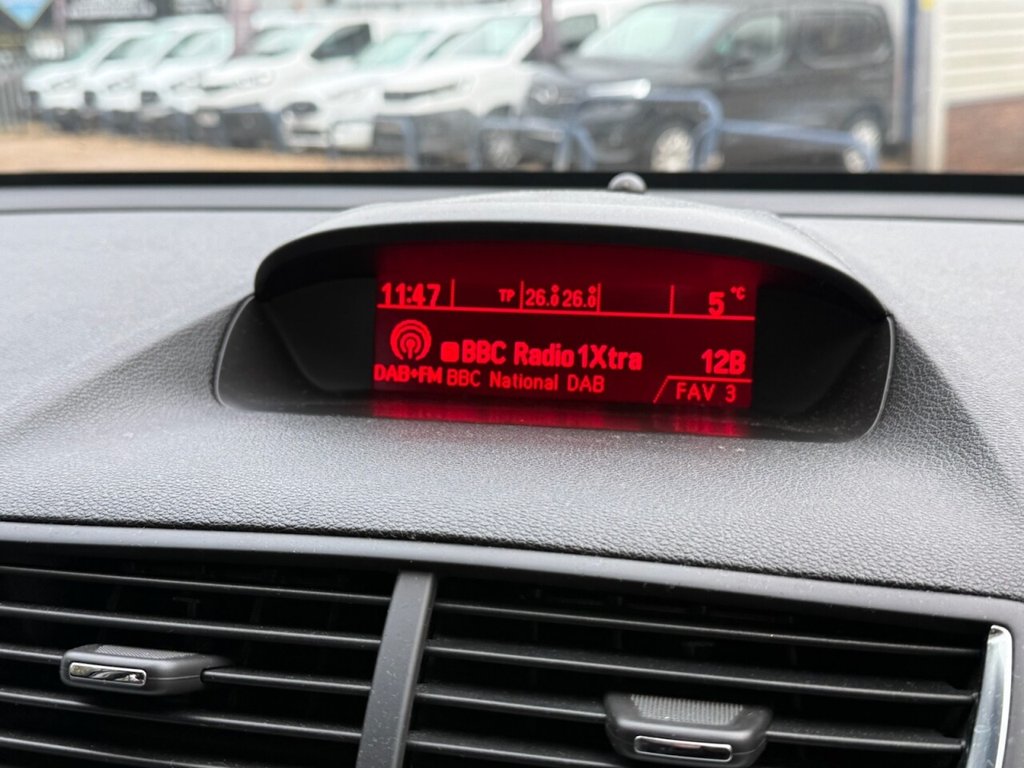 11:47 TP 26.0° 26.0° 5°C
BBC Radio 1Xtra 12B
DAB+FM BBC National DAB FAV 3